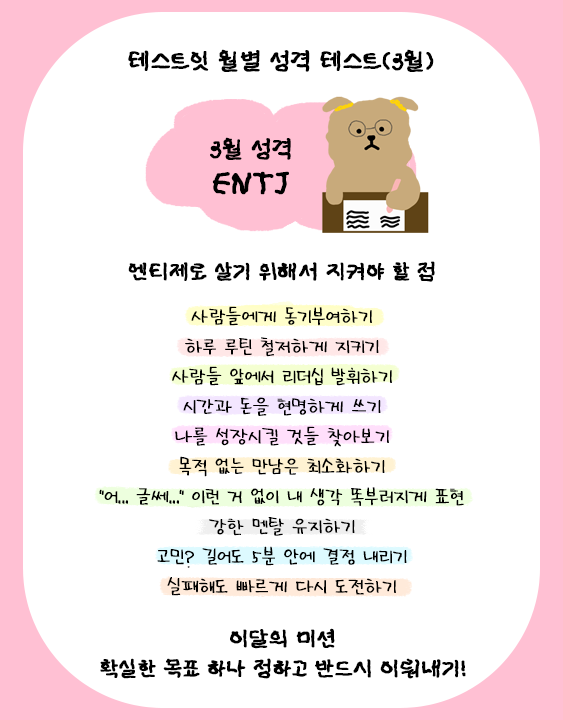 테스트잇 월별 성격 테스트(3월)
3월 성격
ENTJ
엔티제로 살기 위해서 지켜야 할 점
사람들에게 동기부여하기
하루 루틴 철저하게 지키기
사람들 앞에서 리더십 발휘하기
시간과 돈을 현명하게 쓰기
나를 성장시킬 것들 찾아보기
목적 없는 만남은 최소화하기
"어... 글쎄..." 이런 거 없이 내 생각 똑부러지게 표현
강한 멘탈 유지하기
고민? 길어도 5분 안에 결정 내리기
실패해도 빠르게 다시 도전하기
이달의 미션
확실한 목표 하나 정하고 반드시 이뤄내기!